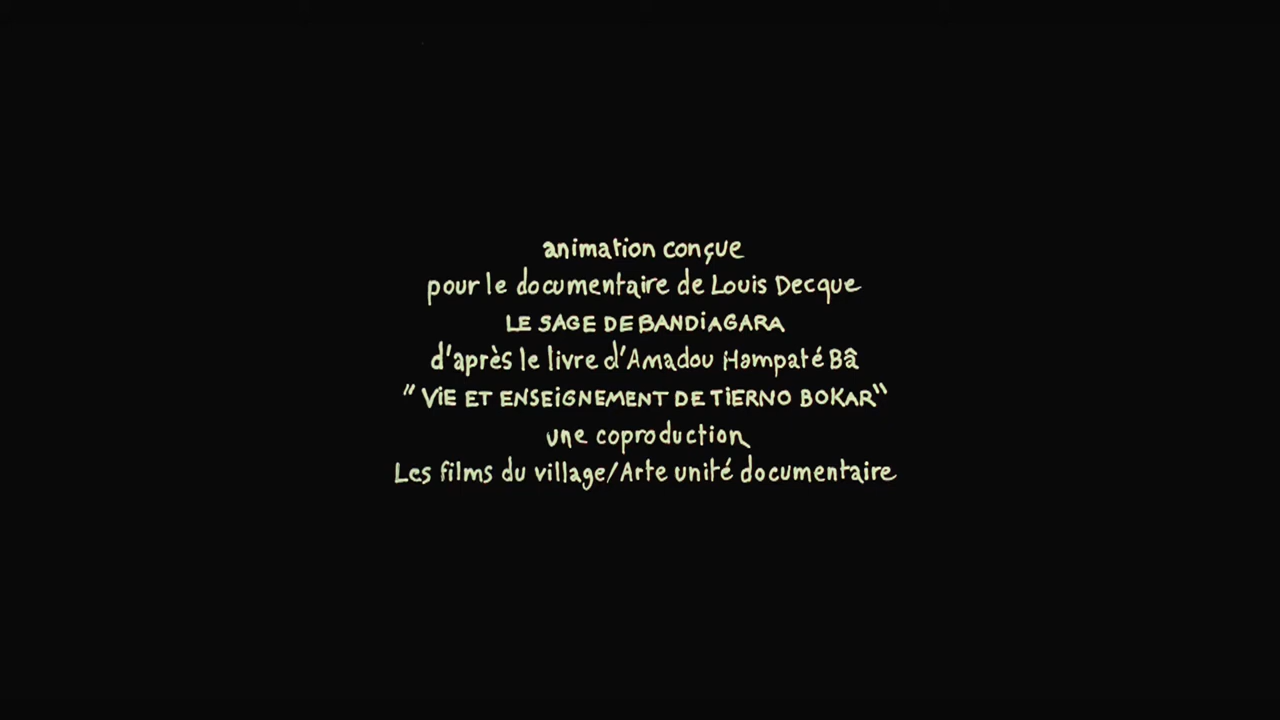 animation conçue
pour le documentaire de Louis Decque
LE SAGE DE BANDiAGARA
d'après le livre d'Amadou Hampaté Bâ
"ViE ET ENSEiGNEMENT DE TiERNO BOKAR"
une coproduction
Les films du village/Arte unité documentaire